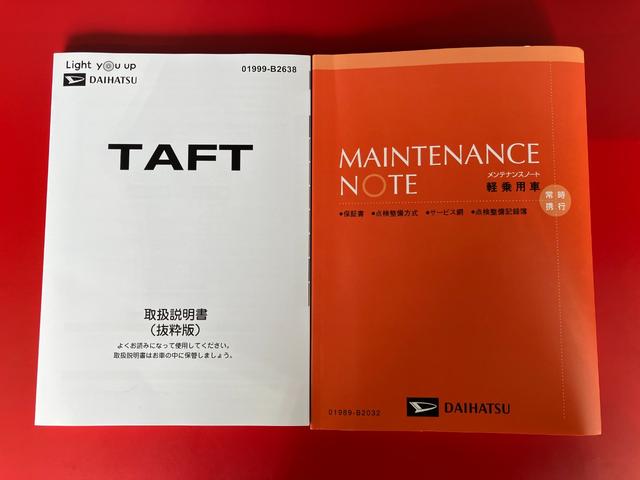 Light you up
DAIHATSU
01999-B2638
TAFT
取扱説明書
（抜粋版）
よくお読みになって使用してください。
取扱説明書はお車の中に保管しましょう。
MAINTENANCE
NOTE
メンテナンスノート
軽乗用車
常時
携行
●保証書 ●点検整備方式 ●サービス網 ●点検整備記録簿
01989-B2032
DAIHATSU